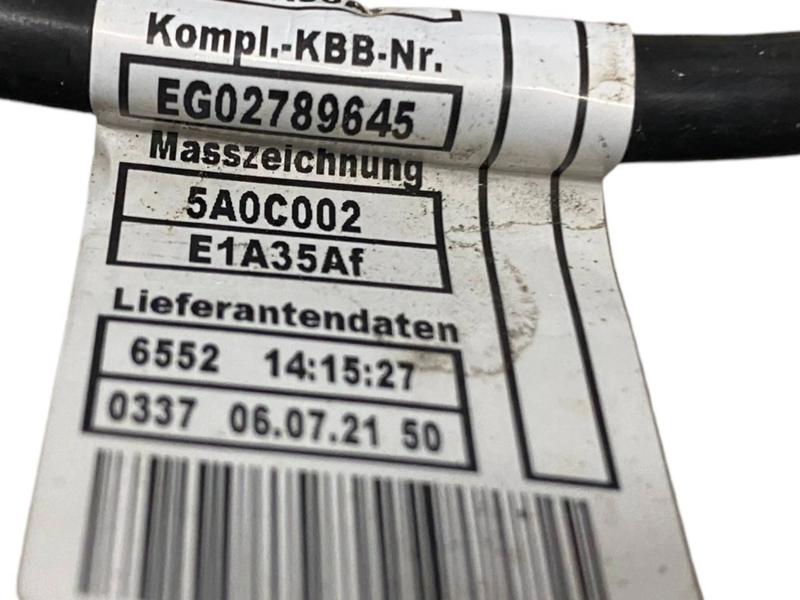 Kompl.-KBB-Nr.
EG02789645
Masszeichnung
5A0C002
E1A35Af
Lieferantendaten
6552 14:15:27
0337 06.07.21 50